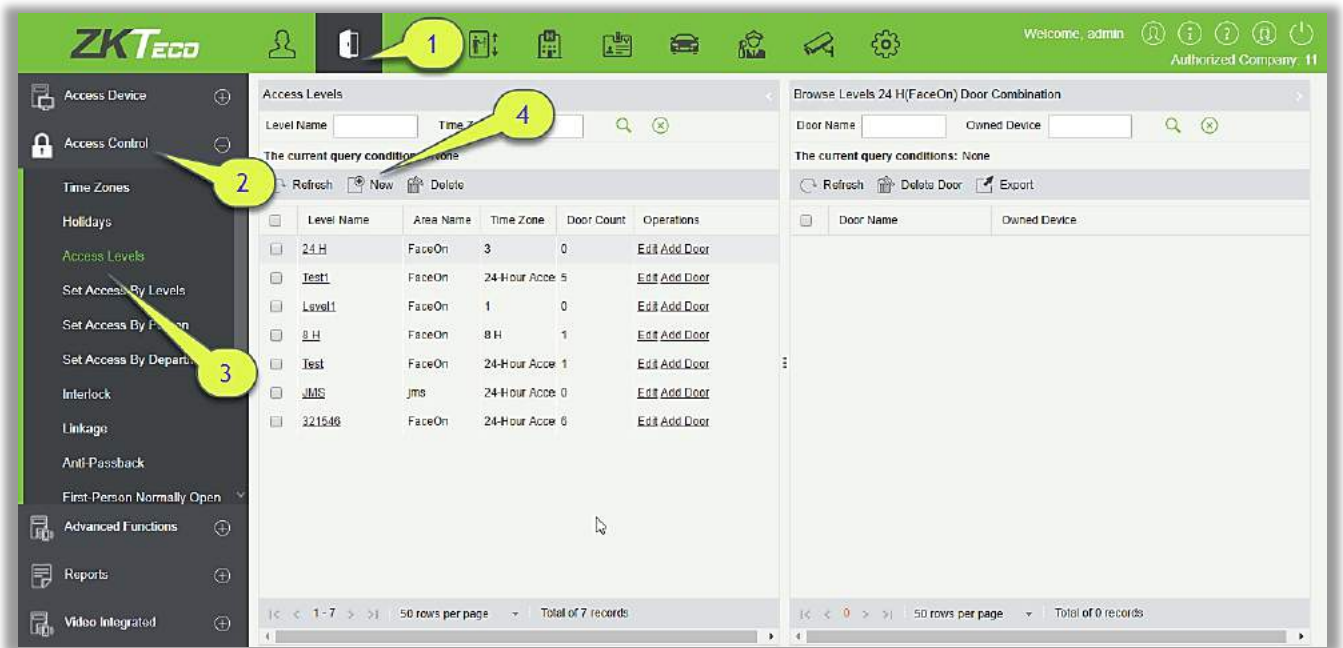 ZKTeco
1
Welcome, admin
Authorized Company: 11
Access Device
Access Control
2
Time Zones
Holidays
Access Levels
Set Access By Levels
Set Access By
Set Access By
3
Interlock
Linkage
Anti-Passback
First-Person Normally Open
Advanced Functions
Reports
Video Integrated
Access Levels
Level Name
4
The current query None
Refresh New Delete
Level Name Area Name Time Zone Door Count Operations
24 H FaceOn 3 0 Edit Add Door
Test1 FaceOn 24-Hour Acce 5 Edit Add Door
Level1 FaceOn 1 0 Edit Add Door
8 H FaceOn 8 H 1 Edit Add Door
Test FaceOn 24-Hour Acce 1 Edit Add Door
JMS jms 24-Hour Acce 0 Edit Add Door
321546 FaceOn 24-Hour Acce 6 Edit Add Door
1-7 50 rows per page Total of 7 records
Browse Levels 24 H(FaceOn) Door Combination
Door Name Owned Device
The current query conditions: None
Refresh Delete Door Export
Door Name Owned Device
0 50 rows per page Total of 0 records